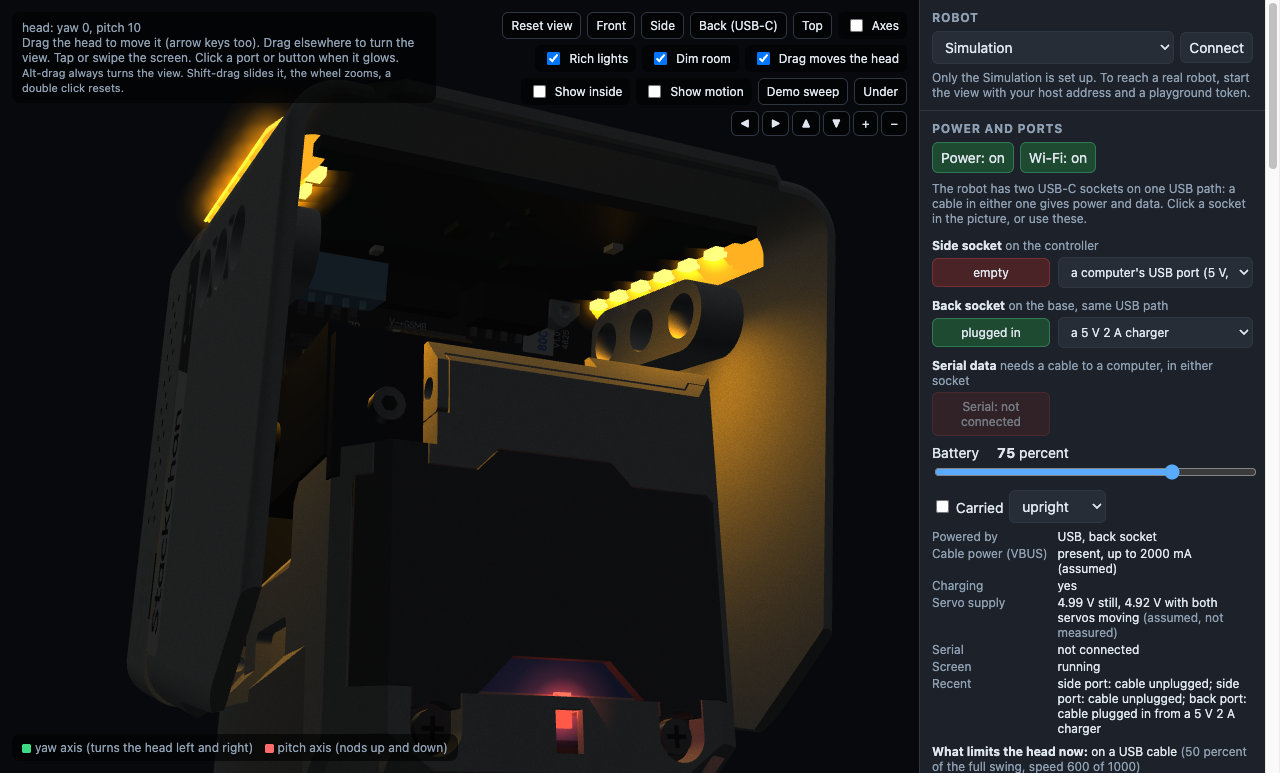 head: yaw 0, pitch 10
Drag the head to move it (arrow keys too). Drag elsewhere to turn the
view. Tap or swipe the screen. Click a port or button when it glows.
Alt-drag always turns the view. Shift-drag slides it, the wheel zooms, a
double click resets.
Reset view Front Side Back (USB-C) Top Axes
Rich lights Dim room Drag moves the head
Show inside Show motion Demo sweep Under
◄ ► ▲ ▼ + −
StackChan
yaw axis (turns the head left and right) pitch axis (nods up and down)
ROBOT
Simulation Connect
Only the Simulation is set up. To reach a real robot, start
the view with your host address and a playground token.
POWER AND PORTS
Power: on Wi-Fi: on
The robot has two USB-C sockets on one USB path: a
cable in either one gives power and data. Click a socket
in the picture, or use these.
Side socket on the controller
empty a computer's USB port (5 V,
Back socket on the base, same USB path
plugged in a 5 V 2 A charger
Serial data needs a cable to a computer, in either
socket
Serial: not
connected
Battery 75 percent
Carried upright
Powered by USB, back socket
Cable power (VBUS) present, up to 2000 mA
(assumed)
Charging yes
Servo supply 4.99 V still, 4.92 V with both
servos moving (assumed, not
measured)
Serial not connected
Screen running
Recent side port: cable unplugged; side
port: cable unplugged; back port:
cable plugged in from a 5 V 2 A
charger
What limits the head now: on a USB cable (50 percent
of the full swing, speed 600 of 1000)